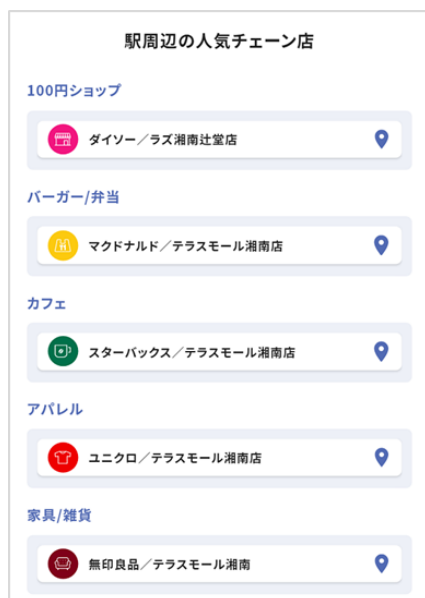 駅周辺の人気チェーン店
100円ショップ
ダイソー／ラズ湘南辻堂店
バーガー/弁当
マクドナルド／テラスモール湘南店
カフェ
スターバックス／テラスモール湘南店
アパレル
ユニクロ／テラスモール湘南店
家具/雑貨
無印良品／テラスモール湘南